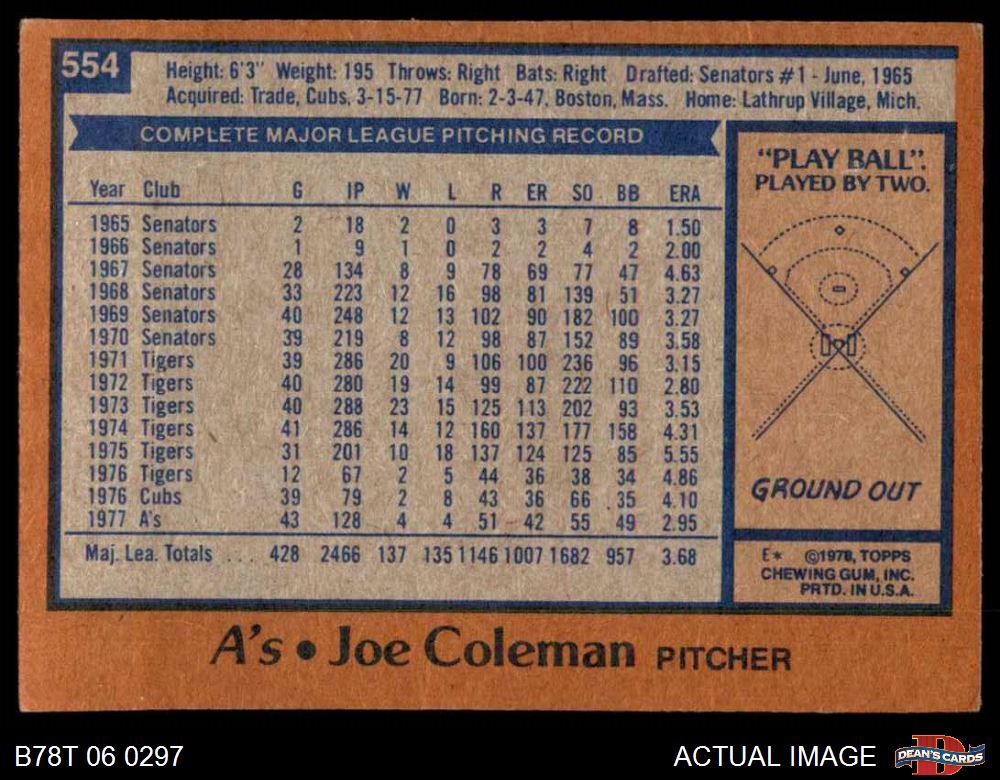 554
Height: 6'3" Weight: 195 Throws: Right Bats: Right Drafted: Senators #1 - June, 1965
Acquired: Trade, Cubs, 3-15-77 Born: 2-3-47, Boston, Mass. Home: Lathrup Village, Mich.
COMPLETE MAJOR LEAGUE PITCHING RECORD
Year Club G IP W L R ER SO BB ERA
1965 Senators 2 18 2 0 3 3 7 8 1.50
1966 Senators 1 9 1 0 2 2 4 2 2.00
1967 Senators 28 134 8 9 78 69 77 47 4.63
1968 Senators 33 223 12 16 98 81 139 51 3.27
1969 Senators 40 248 12 13 102 90 182 100 3.27
1970 Senators 39 219 8 12 98 87 152 89 3.58
1971 Tigers 39 286 20 9 106 100 236 96 3.15
1972 Tigers 40 280 19 14 99 87 222 110 2.80
1973 Tigers 40 288 23 15 125 113 202 93 3.53
1974 Tigers 41 286 14 12 160 137 177 158 4.31
1975 Tigers 31 201 10 18 137 124 125 85 5.55
1976 Tigers 12 67 2 5 44 36 38 34 4.86
1976 Cubs 39 79 2 8 43 36 66 35 4.10
1977 A's 43 128 4 4 51 42 55 49 2.95
Maj. Lea. Totals ... 428 2466 137 135 1146 1007 1682 957 3.68
"PLAY BALL".
PLAYED BY TWO.
GROUND OUT
E* ©1978, TOPPS
CHEWING GUM, INC.
PRTD. IN U.S.A.
A's • Joe Coleman PITCHER
B78T 06 0297
ACTUAL IMAGE
DEAN'S CARDS